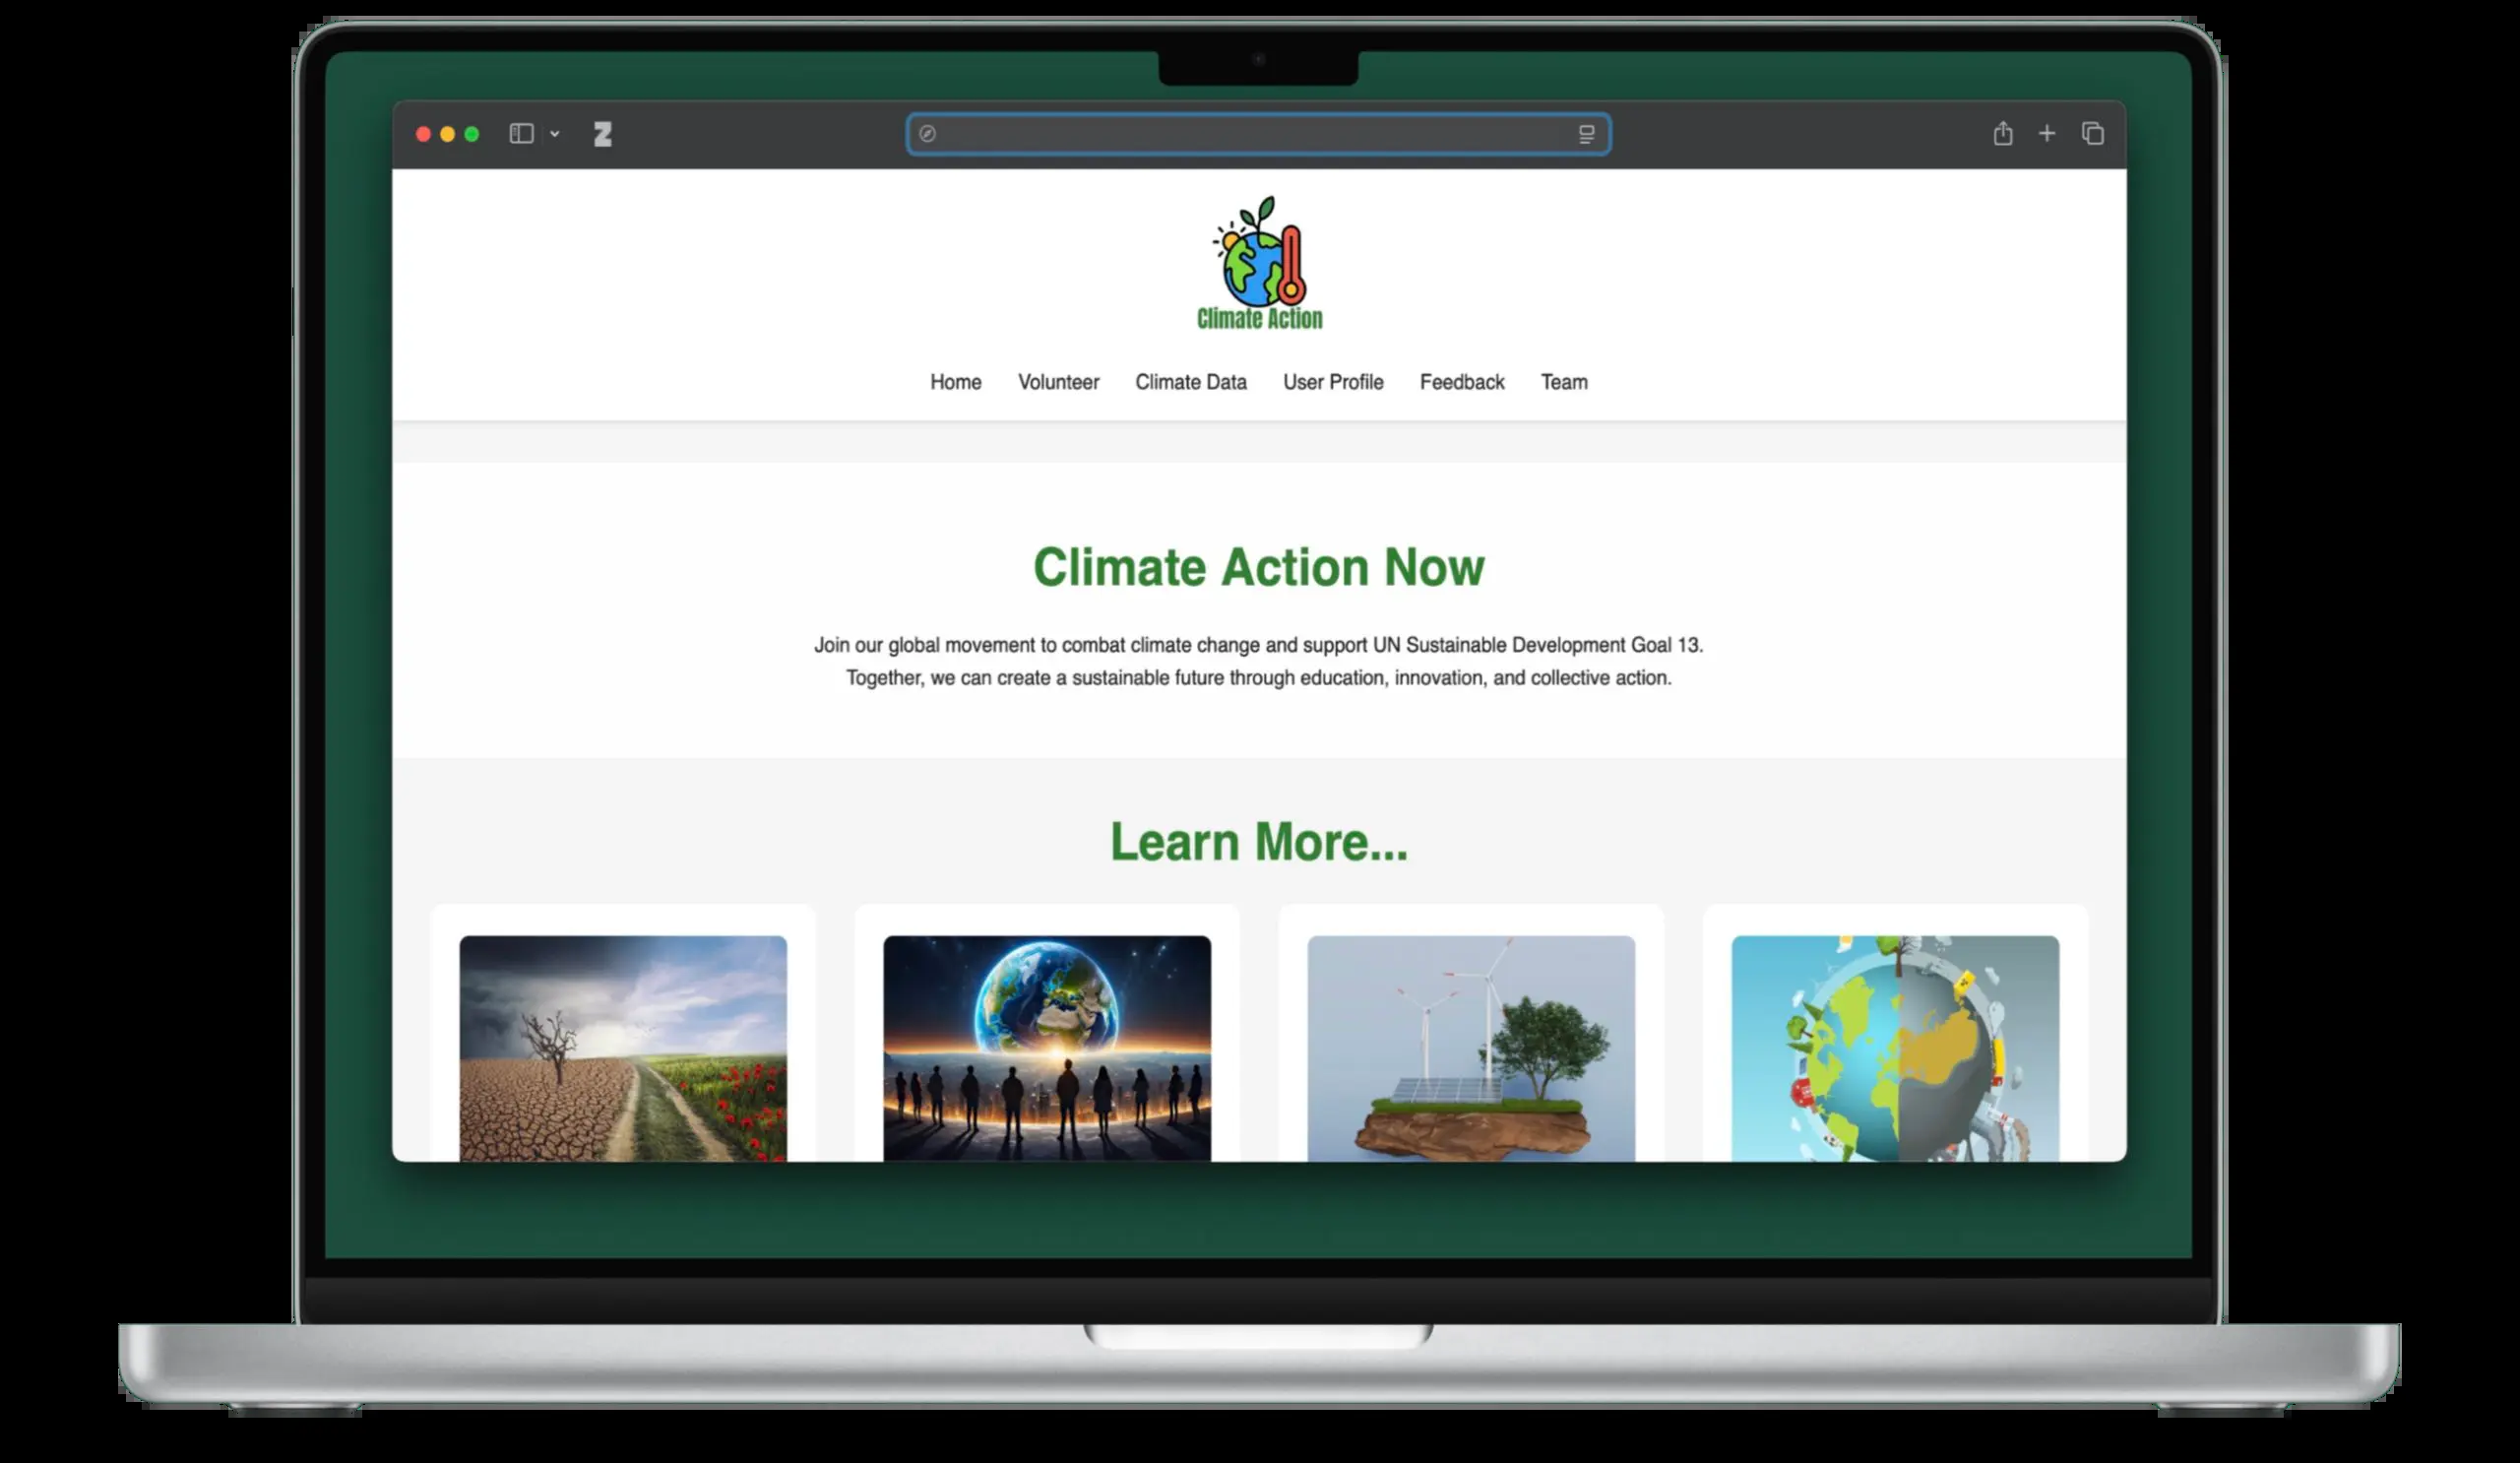 Z
Climate Action
Home Volunteer Climate Data User Profile Feedback Team
Climate Action Now
Join our global movement to combat climate change and support UN Sustainable Development Goal 13.
Together, we can create a sustainable future through education, innovation, and collective action.
Learn More...